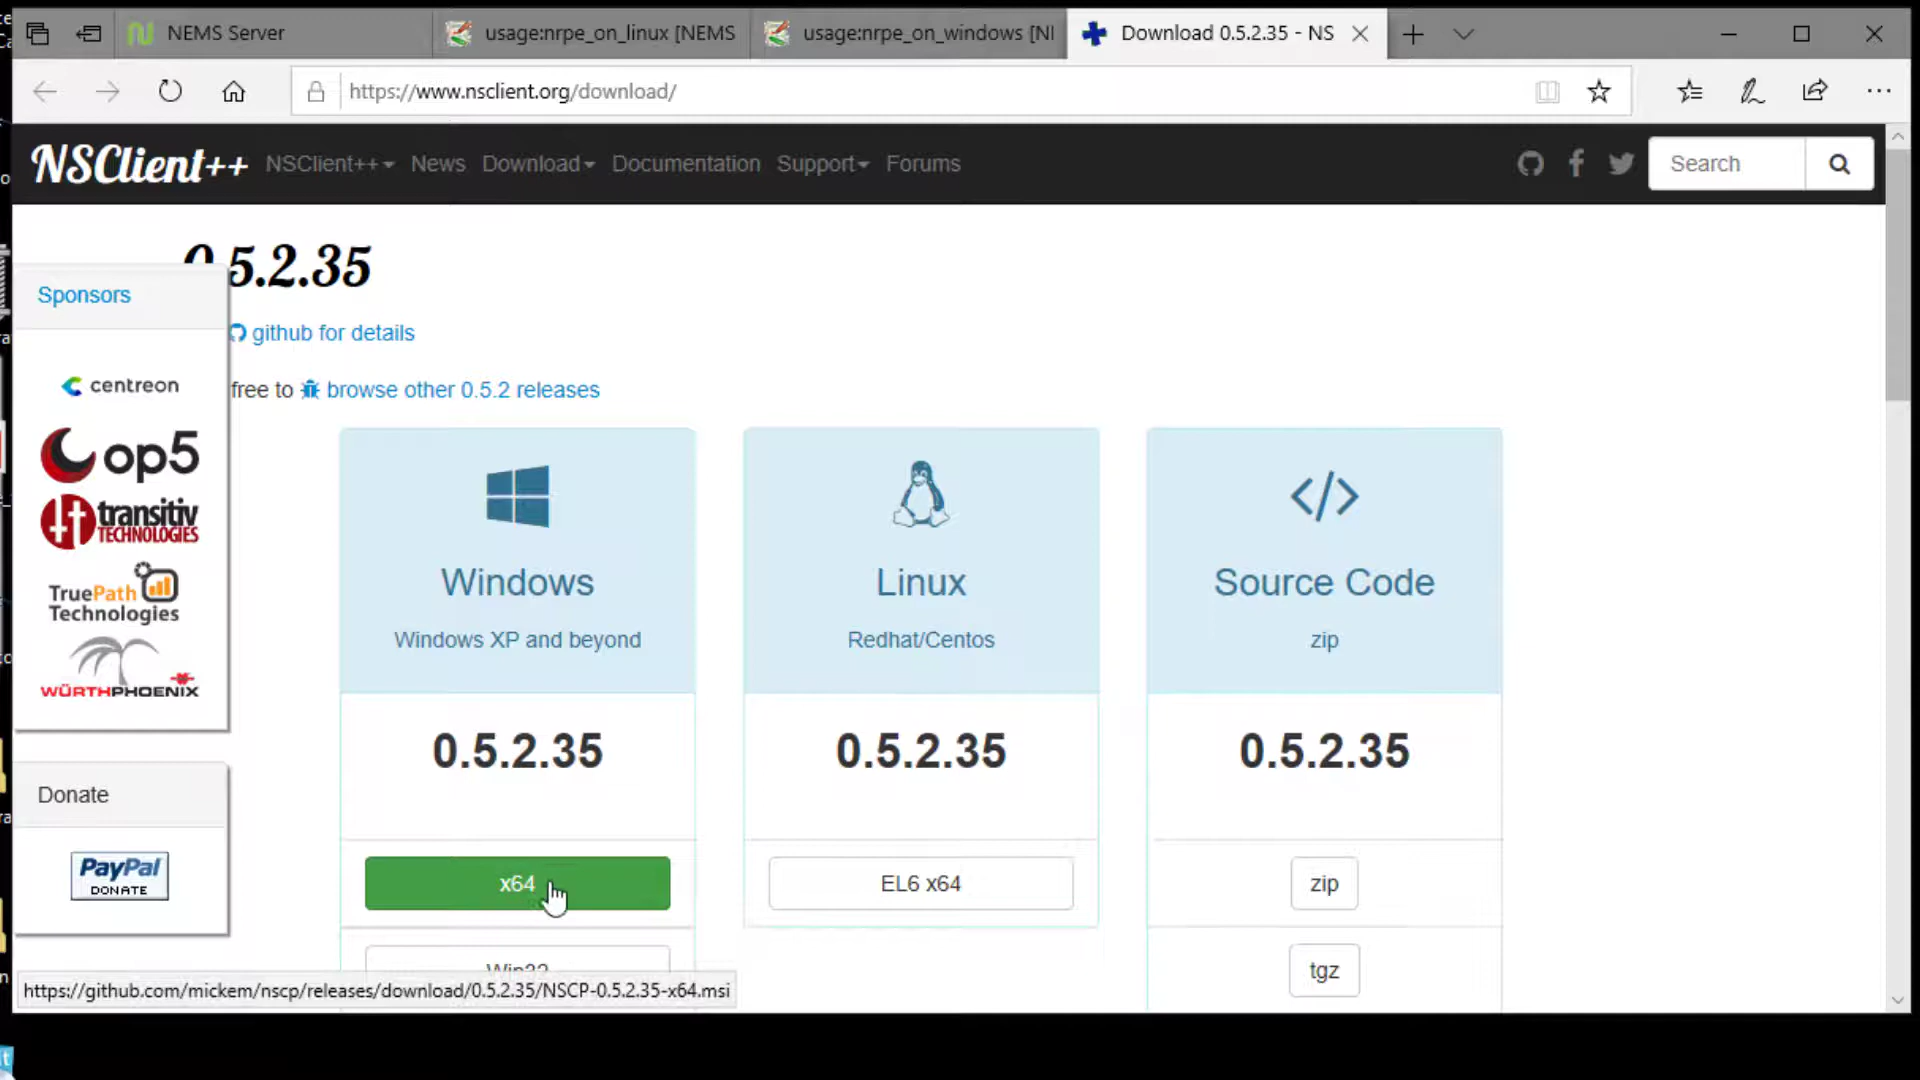 NEMS Server
usage:nrpe_on_linux [NEMS
usage:nrpe_on_windows [NI
Download 0.5.2.35 - NS
https://www.nsclient.org/download/
NSClient++ NSClient++ News Download Documentation Support Forums Search
0.5.2.35
Sponsors
github for details
centreon
free to browse other 0.5.2 releases
op5
transitiv
TECHNOLOGIES
TruePath
Technologies
WÜRTHPHOENIX
Windows
Windows XP and beyond
0.5.2.35
x64
Win32
Linux
Redhat/Centos
0.5.2.35
EL6 x64
Source Code
zip
0.5.2.35
zip
tgz
Donate
PayPal
DONATE
https://github.com/mickem/nscp/releases/download/0.5.2.35/NSCP-0.5.2.35-x64.msi